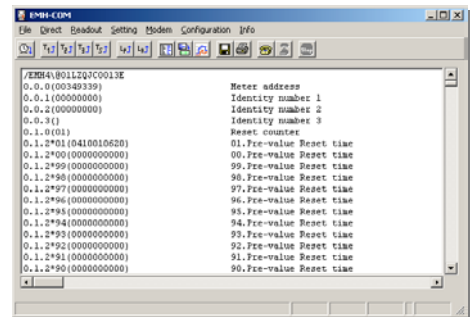 EMH-COM
File Direct Readout Setting Modem Configuration Info
/EMH4\@01LZQJC0013E
0.0.0(00349339) Meter address
0.0.1(00000000) Identity number 1
0.0.2(00000000) Identity number 2
0.0.3() Identity number 3
0.1.0(01) Reset counter
0.1.2*01(0410010620) 01.Pre-value Reset time
0.1.2*00(0000000000) 00.Pre-value Reset time
0.1.2*99(0000000000) 99.Pre-value Reset time
0.1.2*98(0000000000) 98.Pre-value Reset time
0.1.2*97(0000000000) 97.Pre-value Reset time
0.1.2*96(0000000000) 96.Pre-value Reset time
0.1.2*95(0000000000) 95.Pre-value Reset time
0.1.2*94(0000000000) 94.Pre-value Reset time
0.1.2*93(0000000000) 93.Pre-value Reset time
0.1.2*92(0000000000) 92.Pre-value Reset time
0.1.2*91(0000000000) 91.Pre-value Reset time
0.1.2*90(0000000000) 90.Pre-value Reset time